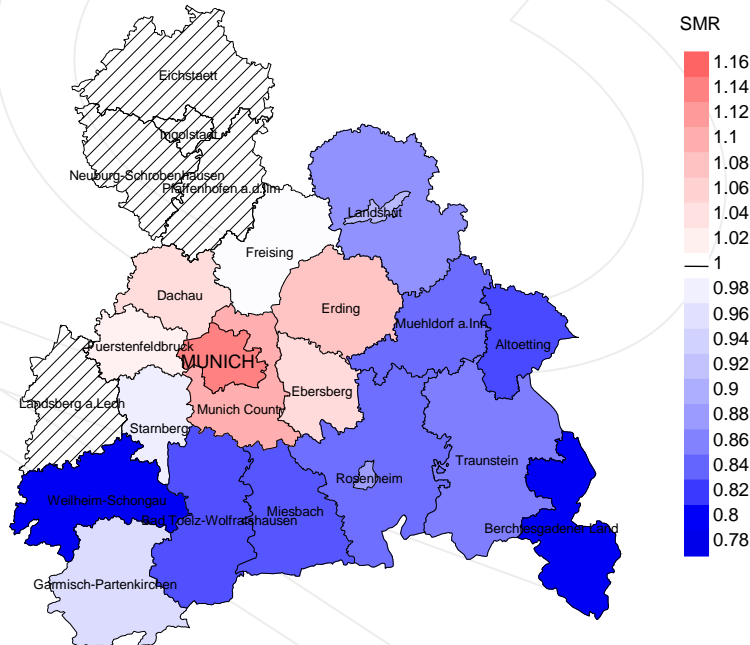 SMR
Eichstaett
Ingolstadt
Neuburg-Schrobenhausen
Pfaffenhofen a.d.Ilm
Landshut
Freising
Dachau
Erding
Muehldorf a.Inn
Altoetting
Fuerstenfeldbruck
MUNICH
Ebersberg
Landsberg a.Lech
Munich County
Starnberg
Traunstein
Rosenheim
Weilheim-Schongau
Miesbach
Bad Toelz-Wolfratshausen
Berchtesgadener Land
Garmisch-Partenkirchen
1.16
1.14
1.12
1.1
1.08
1.06
1.04
1.02
1
0.98
0.96
0.94
0.92
0.9
0.88
0.86
0.84
0.82
0.8
0.78